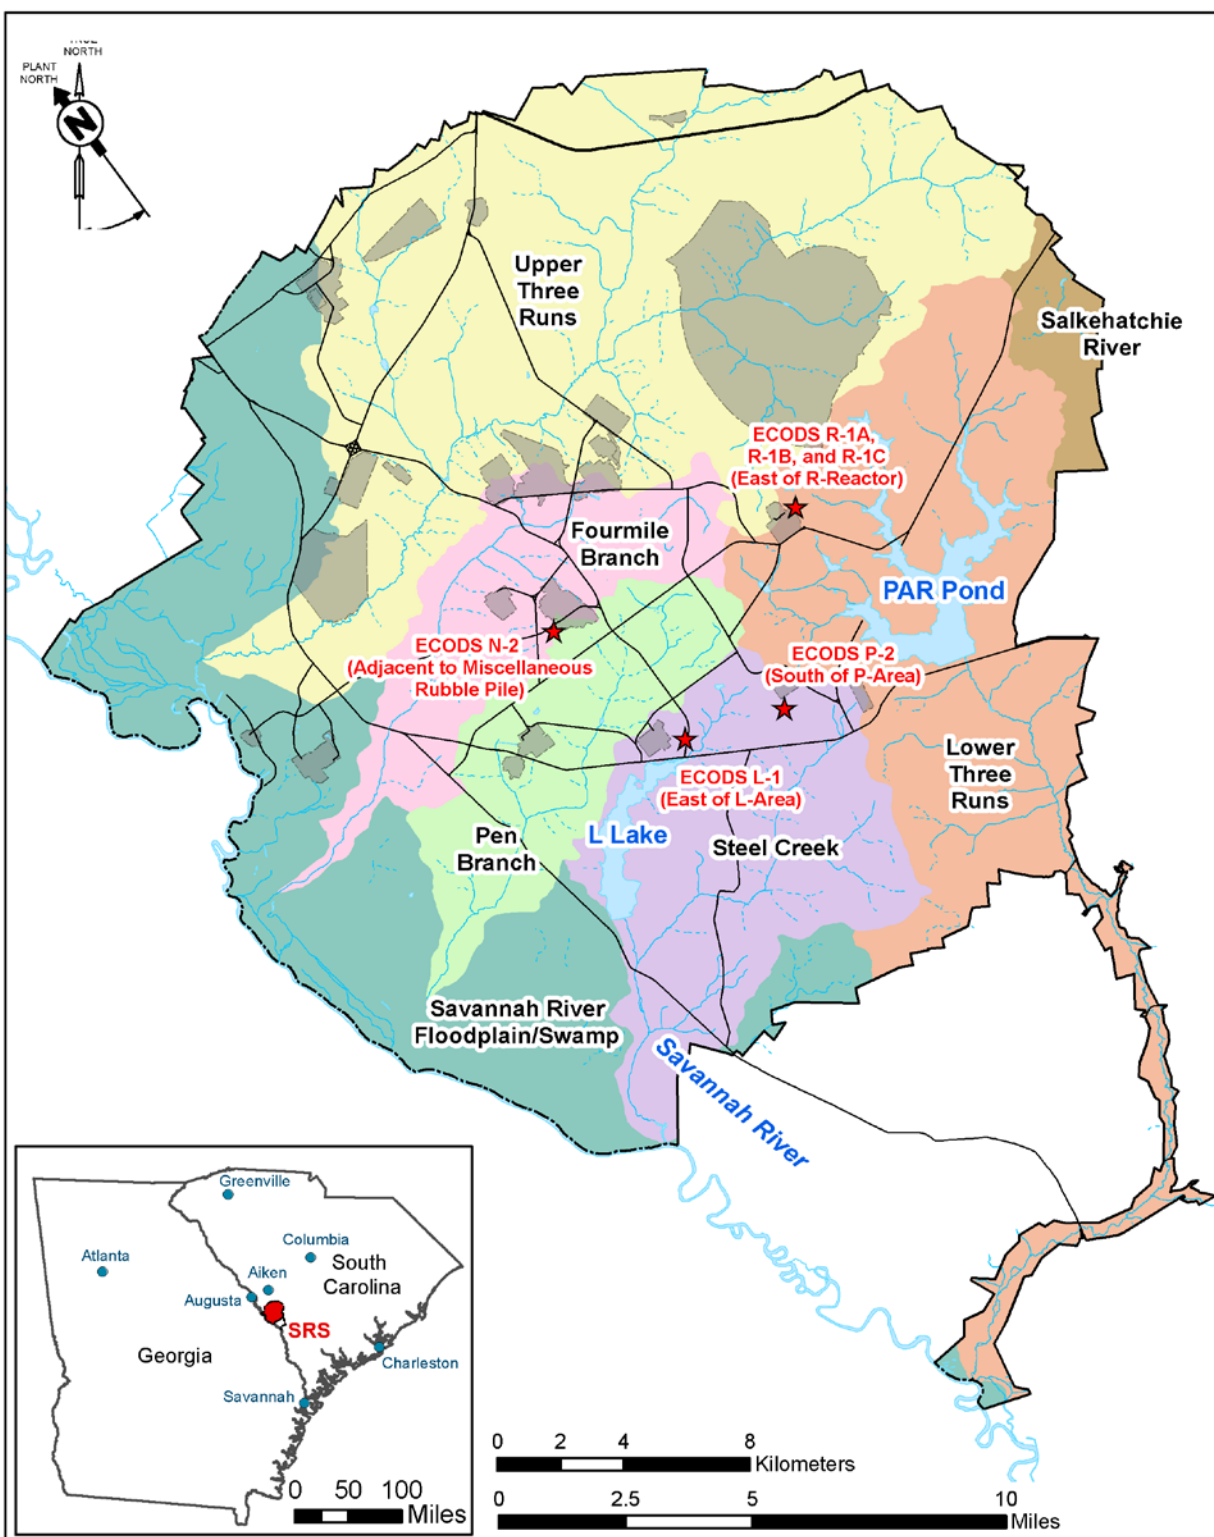 TRUE
NORTH
PLANT
NORTH
N
Upper
Three
Runs
Salkehatchie
River
ECODS R-1A,
R-1B, and R-1C
(East of R-Reactor)
Fourmile
Branch
PAR Pond
ECODS N-2
(Adjacent to Miscellaneous
Rubble Pile)
ECODS P-2
(South of P-Area)
Lower
Three
Runs
ECODS L-1
(East of L-Area)
Pen
Branch
L Lake
Steel Creek
Savannah River
Floodplain/Swamp
Savannah River
Greenville
Columbia
Atlanta
South
Carolina
Aiken
Augusta
SRS
Georgia
Charleston
Savannah
0 50 100
Miles
0 2 4 8
Kilometers
0 2.5 5 10
Miles